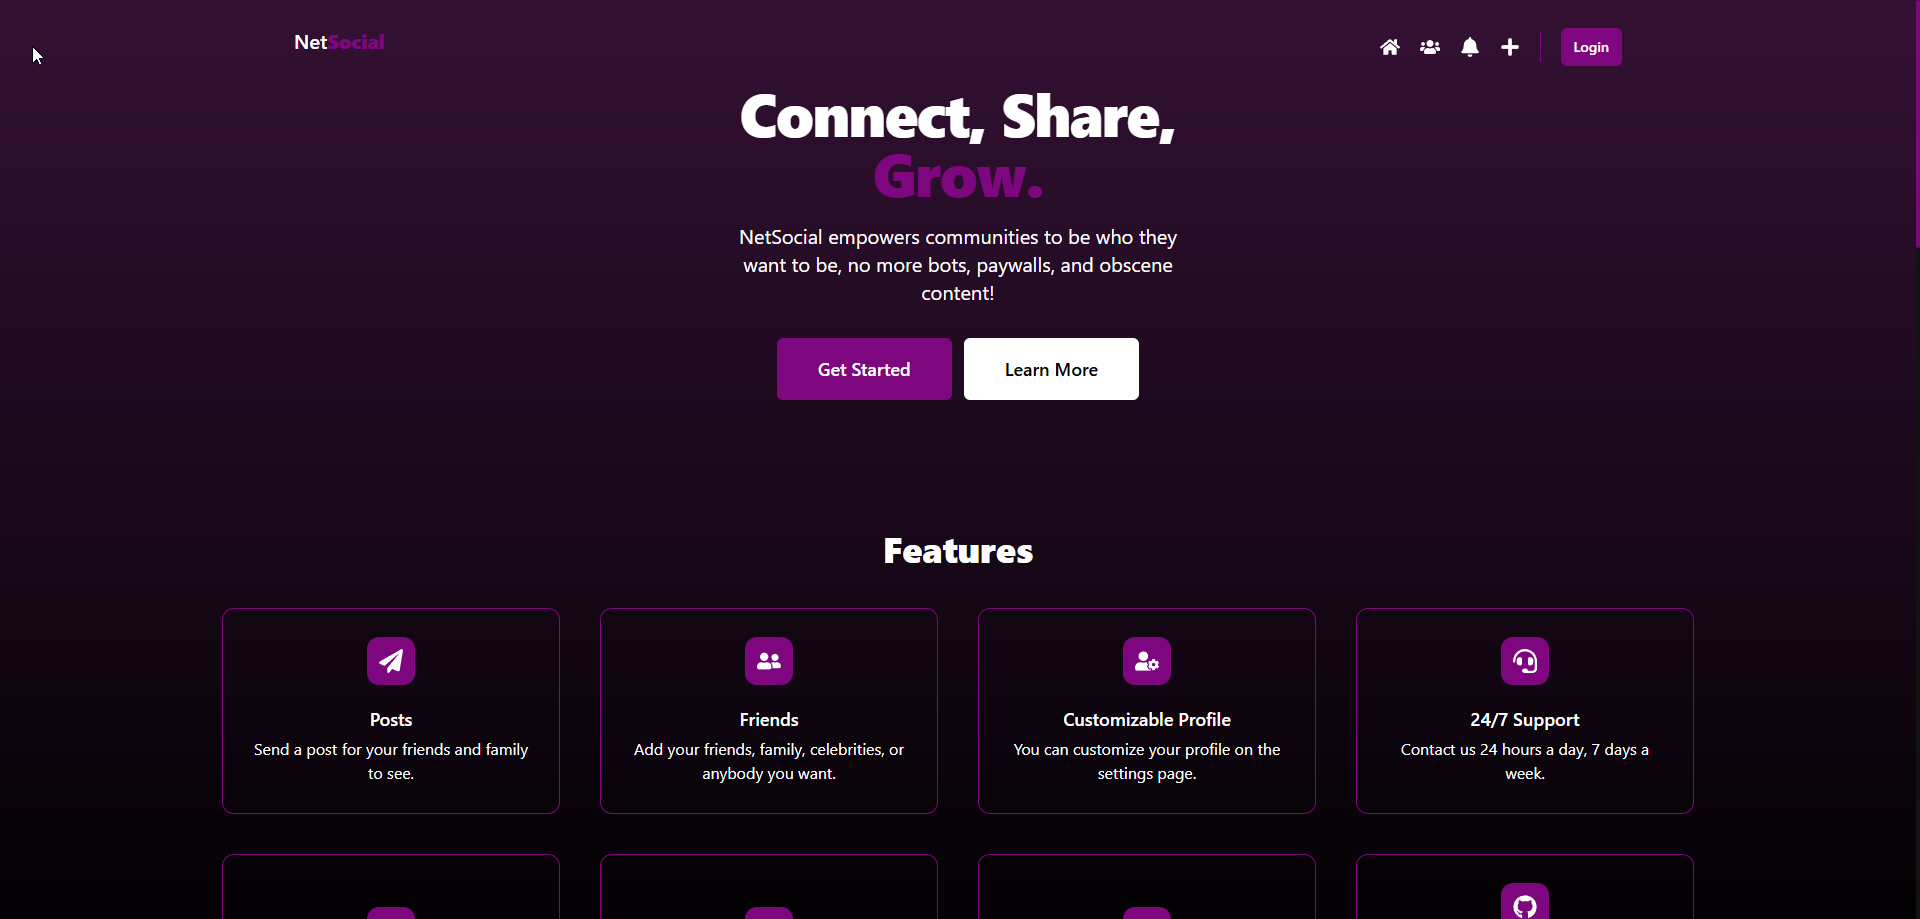 NetSocial
Login
Connect, Share,
Grow.
NetSocial empowers communities to be who they
want to be, no more bots, paywalls, and obscene
content!
Get Started
Learn More
Features
Posts
Send a post for your friends and family
to see.
Friends
Add your friends, family, celebrities, or
anybody you want.
Customizable Profile
You can customize your profile on the
settings page.
24/7 Support
Contact us 24 hours a day, 7 days a
week.